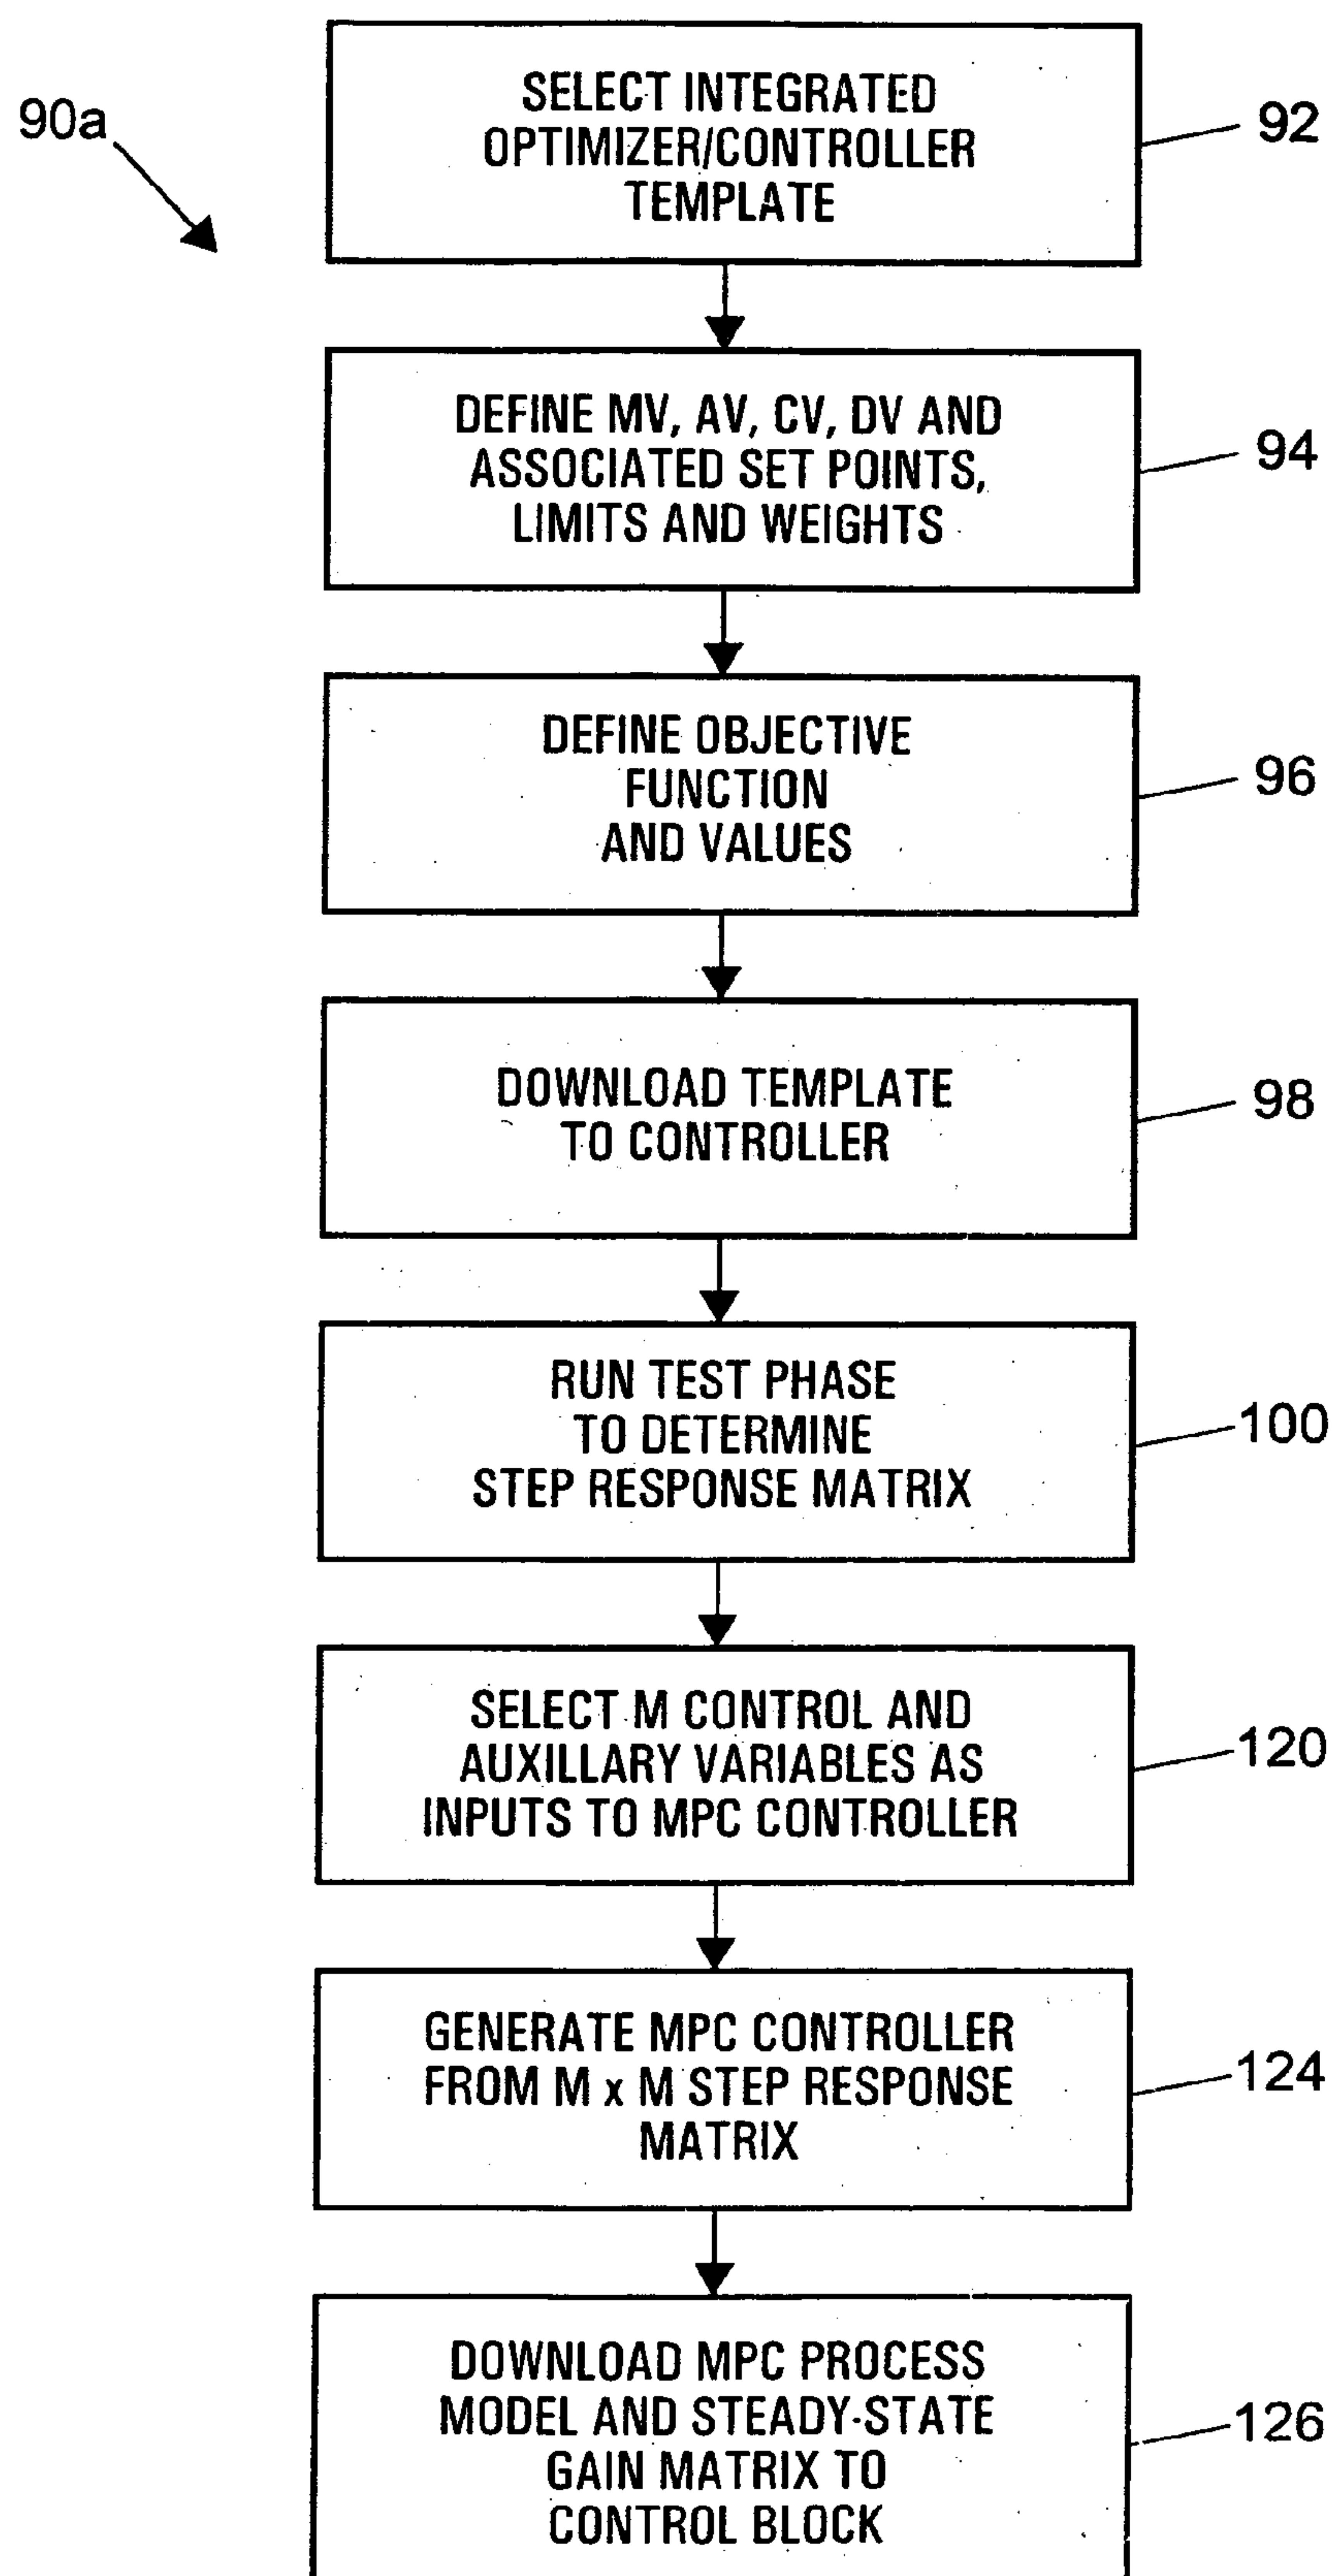 90a
SELECT INTEGRATED
OPTIMIZER/CONTROLLER
TEMPLATE
92
DEFINE MV, AV, CV, DV AND
ASSOCIATED SET POINTS,
LIMITS AND WEIGHTS
94
DEFINE OBJECTIVE
FUNCTION
AND VALUES
96
DOWNLOAD TEMPLATE
TO CONTROLLER
98
RUN TEST PHASE
TO DETERMINE
STEP RESPONSE MATRIX
100
SELECT M CONTROL AND
AUXILLARY VARIABLES AS
INPUTS TO MPC CONTROLLER
120
GENERATE MPC CONTROLLER
FROM M x M STEP RESPONSE
MATRIX
124
DOWNLOAD MPC PROCESS
MODEL AND STEADY-STATE
GAIN MATRIX TO
CONTROL BLOCK
126